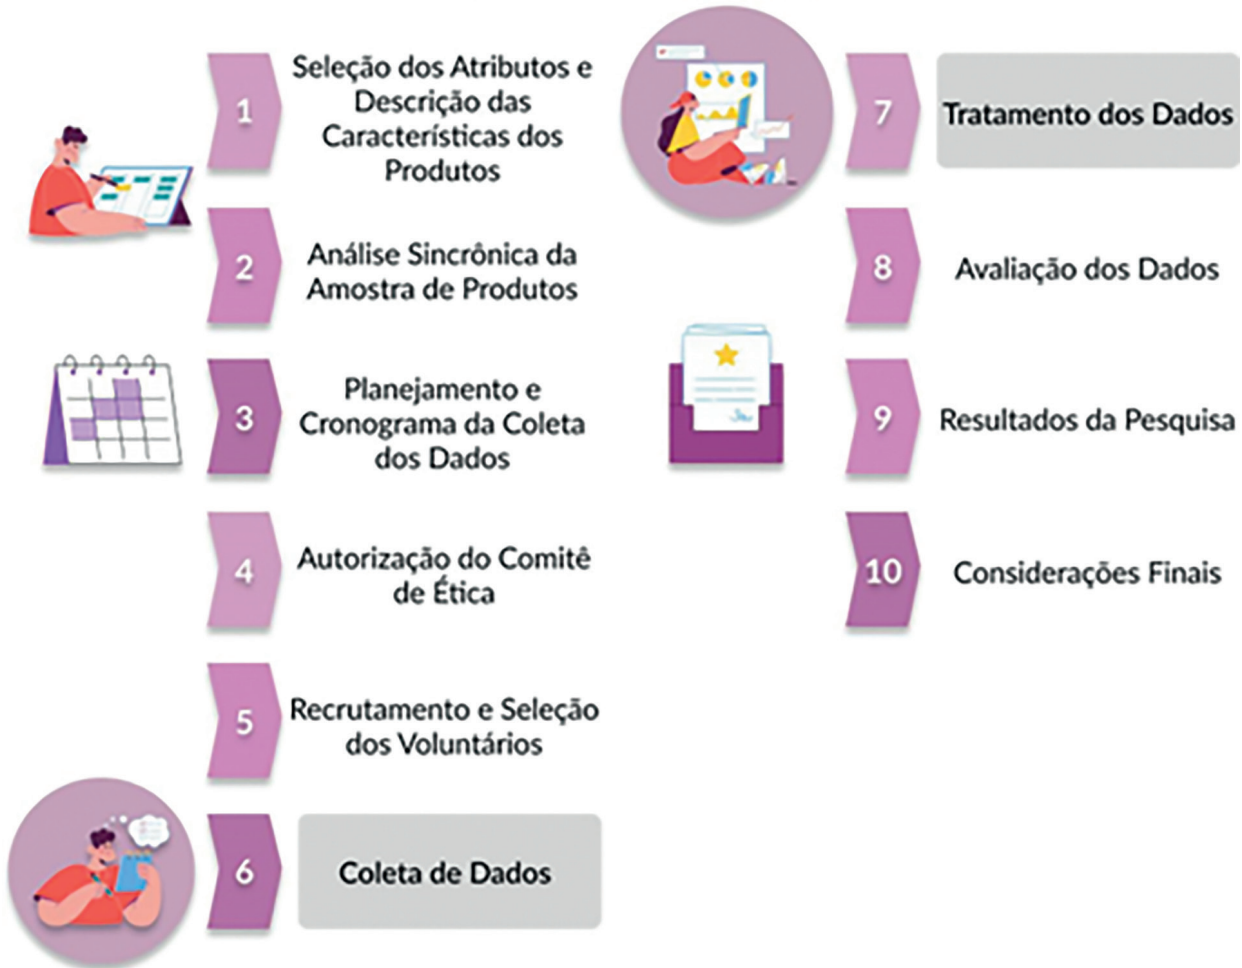 1
Seleção dos Atributos e
Descrição das
Características dos
Produtos
2
Análise Sincrônica da
Amostra de Produtos
3
Planejamento e
Cronograma da Coleta
dos Dados
4
Autorização do Comitê
de Ética
5
Recrutamento e Seleção
dos Voluntários
6
Coleta de Dados
7
Tratamento dos Dados
8
Avaliação dos Dados
9
Resultados da Pesquisa
10
Considerações Finais